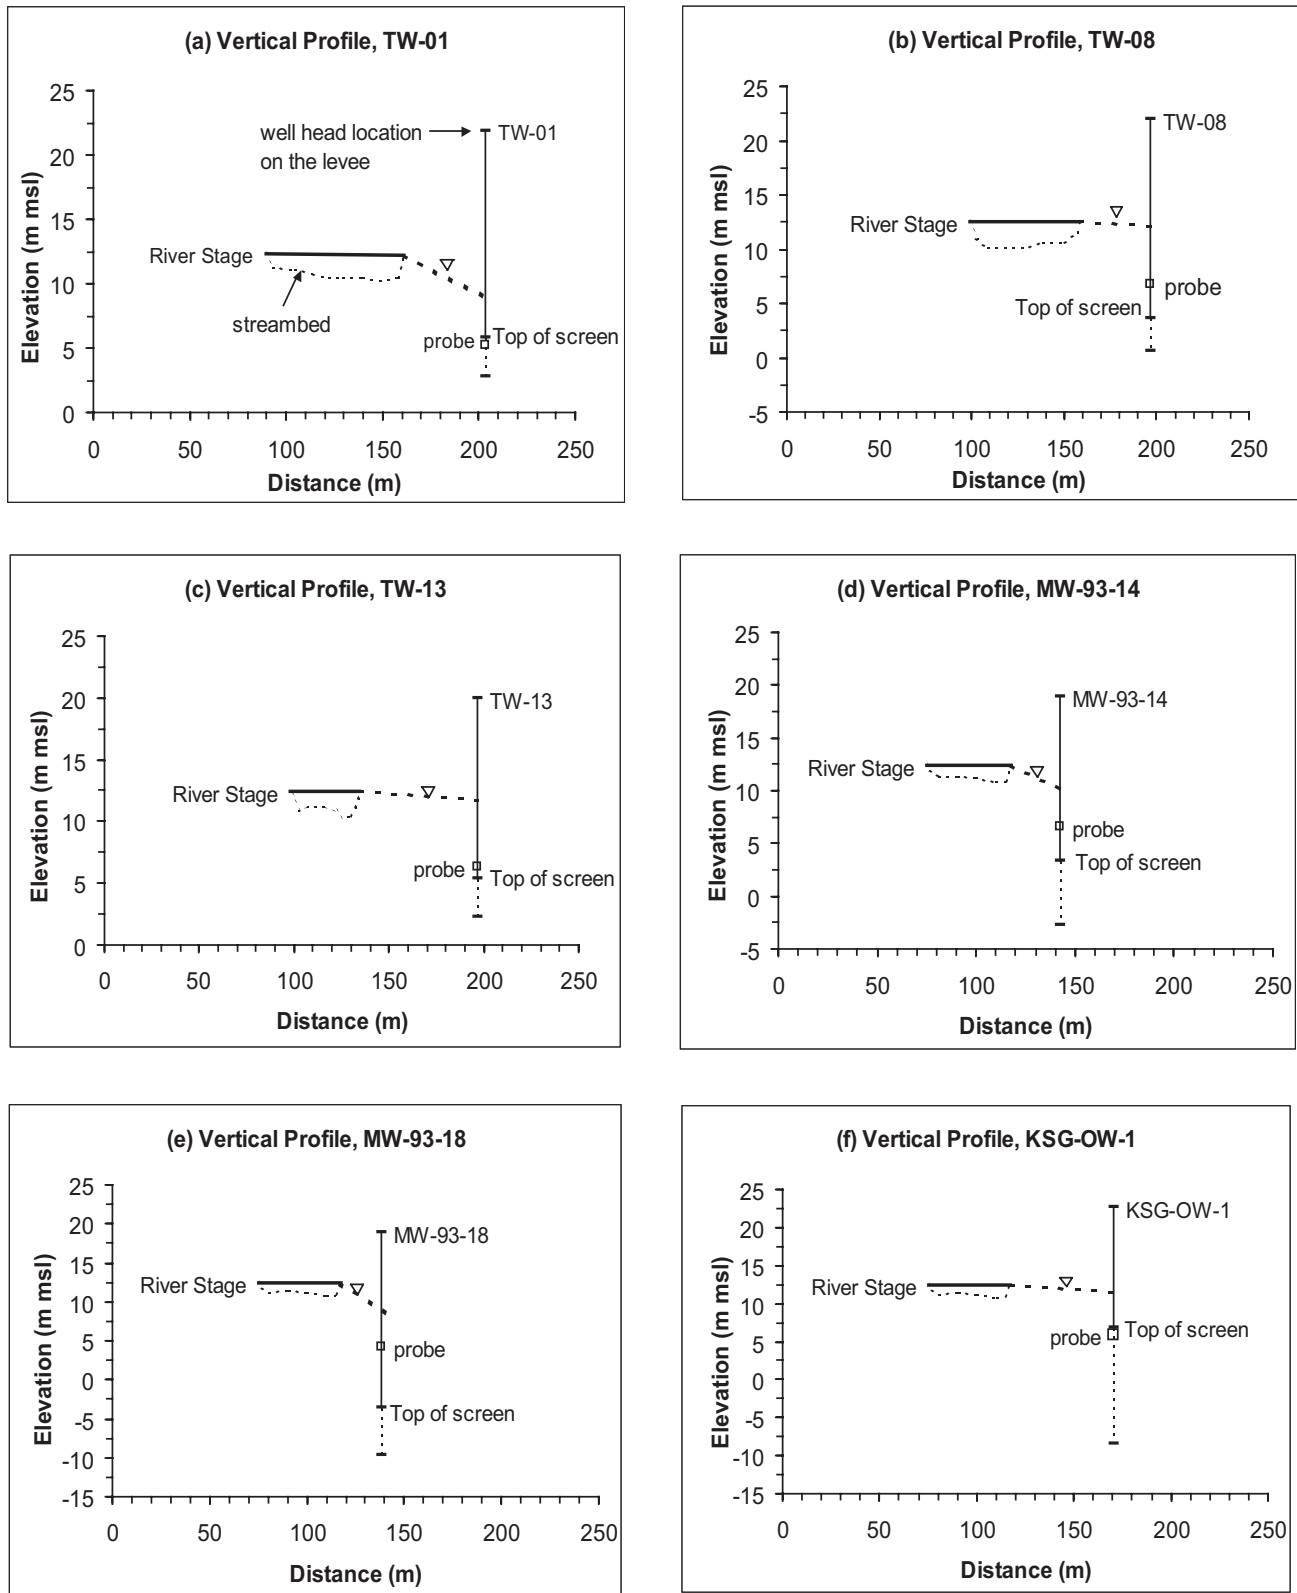 (a) Vertical Profile, TW-01
Elevation (m msl)
25
20
15
10
5
0
well head location
on the levee
TW-01
River Stage
streambed
probe
Top of screen
0 50 100 150 200 250
Distance (m)
(b) Vertical Profile, TW-08
Elevation (m msl)
25
20
15
10
5
0
-5
TW-08
River Stage
probe
Top of screen
0 50 100 150 200 250
Distance (m)
(c) Vertical Profile, TW-13
Elevation (m msl)
25
20
15
10
5
0
TW-13
River Stage
probe
Top of screen
0 50 100 150 200 250
Distance (m)
(d) Vertical Profile, MW-93-14
Elevation (m msl)
25
20
15
10
5
0
-5
MW-93-14
River Stage
probe
Top of screen
0 50 100 150 200 250
Distance (m)
(e) Vertical Profile, MW-93-18
Elevation (m msl)
25
20
15
10
5
0
-5
-10
-15
MW-93-18
River Stage
probe
Top of screen
0 50 100 150 200 250
Distance (m)
(f) Vertical Profile, KSG-OW-1
Elevation (m msl)
25
20
15
10
5
0
-5
-10
-15
KSG-OW-1
River Stage
probe
Top of screen
0 50 100 150 200 250
Distance (m)